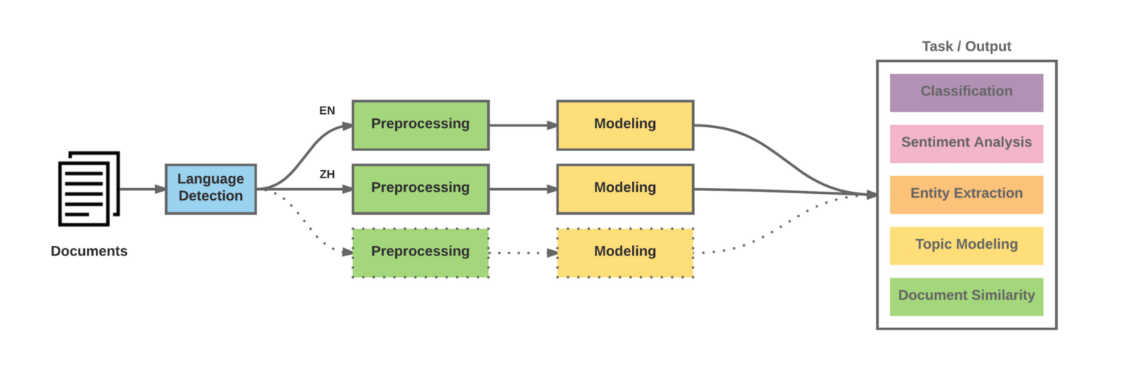 Documents
Language
Detection
EN
Preprocessing
Modeling
ZH
Preprocessing
Modeling
Preprocessing
Modeling
Task / Output
Classification
Sentiment Analysis
Entity Extraction
Topic Modeling
Document Similarity